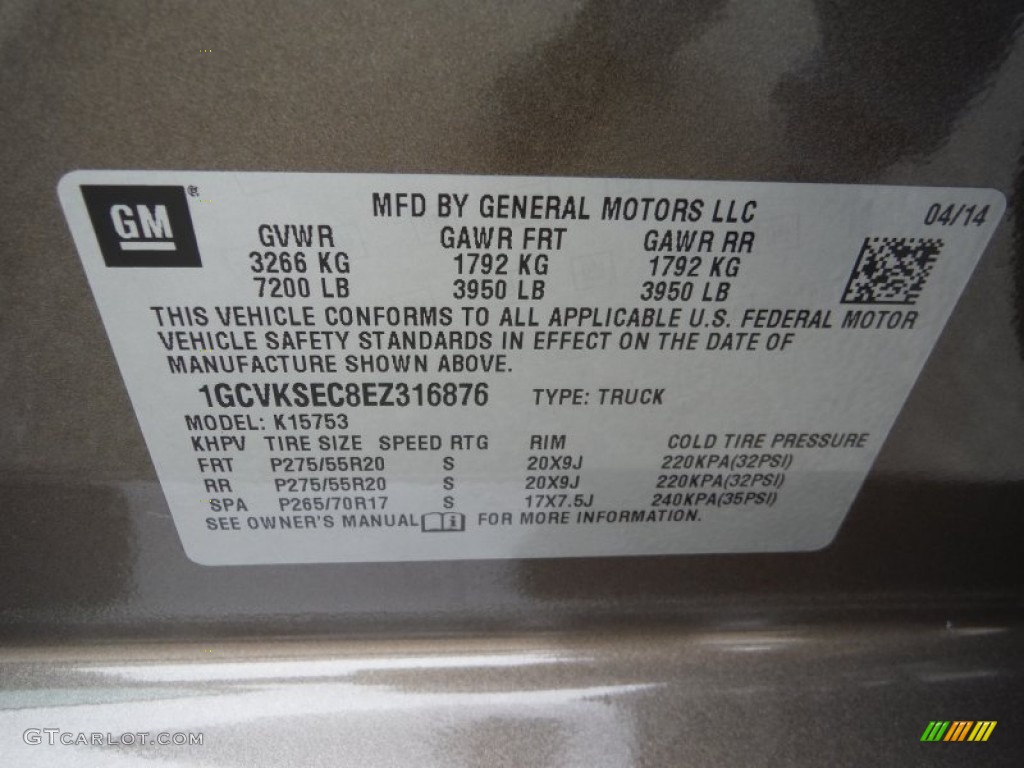 GM
MFD BY GENERAL MOTORS LLC
04/14
GVWR GAWR FRT GAWR RR
3266 KG 1792 KG 1792 KG
7200 LB 3950 LB 3950 LB
THIS VEHICLE CONFORMS TO ALL APPLICABLE U.S. FEDERAL MOTOR
VEHICLE SAFETY STANDARDS IN EFFECT ON THE DATE OF
MANUFACTURE SHOWN ABOVE.
1GCVKSEC8EZ316876 TYPE: TRUCK
MODEL: K15753
KHPV TIRE SIZE SPEED RTG RIM COLD TIRE PRESSURE
FRT P275/55R20 S 20X9J 220KPA(32PSI)
RR P275/55R20 S 20X9J 220KPA(32PSI)
SPA P265/70R17 S 17X7.5J 240KPA(35PSI)
SEE OWNER'S MANUAL FOR MORE INFORMATION.
GTCarLot.com